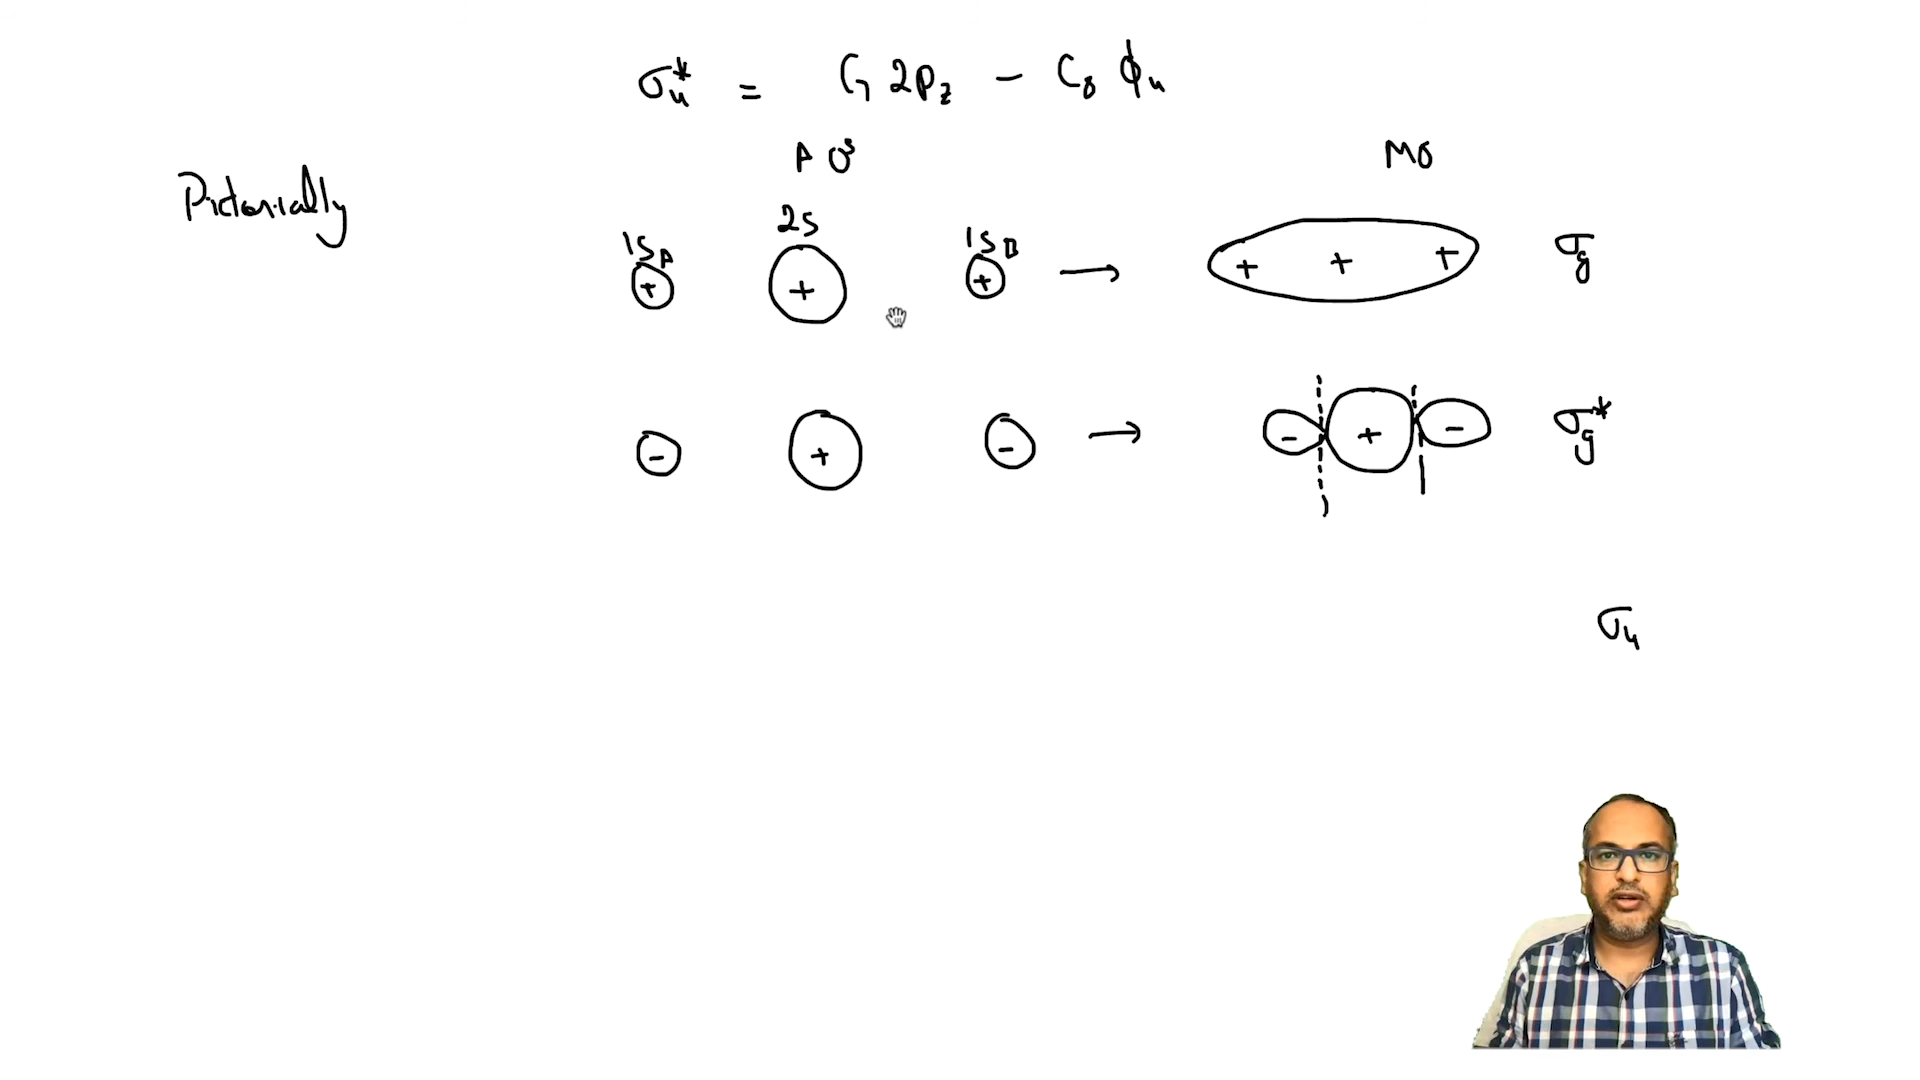 σu* = C7 2pz - C8 ϕu
AO's MO
Pictorially
1SA 2S 1SB
+ + + → + + + σg
- + - → - + - σg*
σu